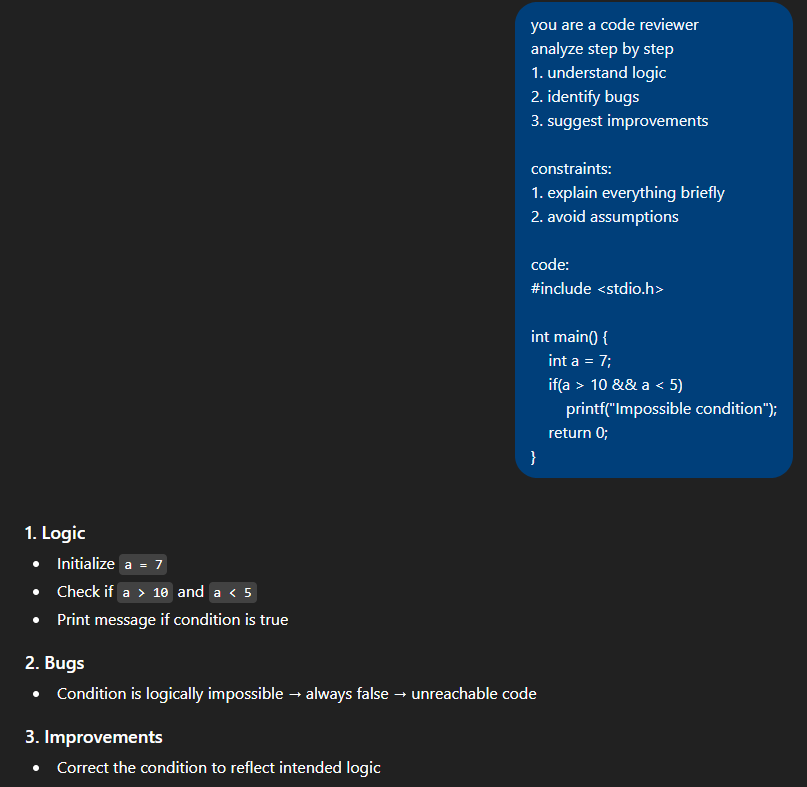 you are a code reviewer
analyze step by step
1. understand logic
2. identify bugs
3. suggest improvements
constraints:
1. explain everything briefly
2. avoid assumptions
code:
#include <stdio.h>
int main() {
int a = 7;
if(a > 10 && a < 5)
printf("Impossible condition");
return 0;
}
1. Logic
• Initialize a = 7
• Check if a > 10 and a < 5
• Print message if condition is true
2. Bugs
• Condition is logically impossible → always false → unreachable code
3. Improvements
• Correct the condition to reflect intended logic